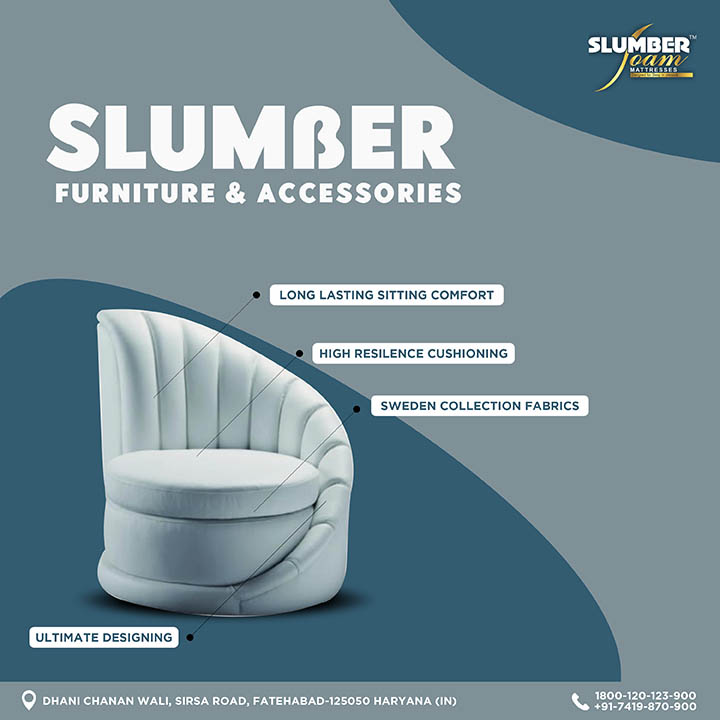 SLUMBER™
foam
MATTRESSES
SLUMßER
FURNITURE & ACCESSORIES
LONG LASTING SITTING COMFORT
HIGH RESILENCE CUSHIONING
SWEDEN COLLECTION FABRICS
ULTIMATE DESIGNING
DHANI CHANAN WALI, SIRSA ROAD, FATEHABAD-125050 HARYANA (IN)
1800-120-123-900
+91-7419-870-900